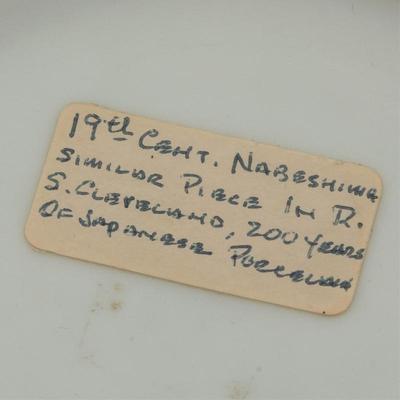 19th CENT. NABESHIMA
SIMILAR PIECE IN R.
S. CLEVELAND, 200 YEARS
OF JAPANESE PORCELAIN